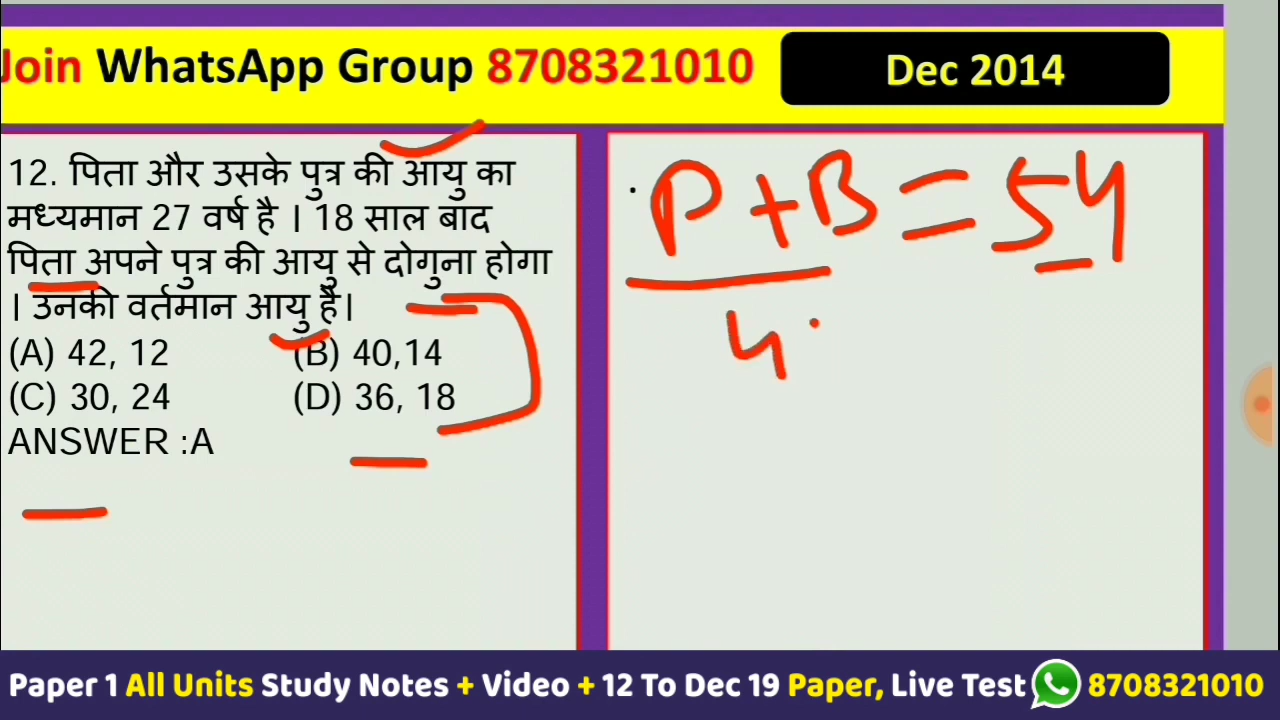 Join WhatsApp Group 8708321010
Dec 2014
12. पिता और उसके पुत्र की आयु का
मध्यमान 27 वर्ष है । 18 साल बाद
पिता अपने पुत्र की आयु से दोगुना होगा
। उनकी वर्तमान आयु है।
(A) 42, 12 (B) 40,14
(C) 30, 24 (D) 36, 18
ANSWER :A
P+B=54
4
Paper 1 All Units Study Notes + Video + 12 To Dec 19 Paper, Live Test 8708321010